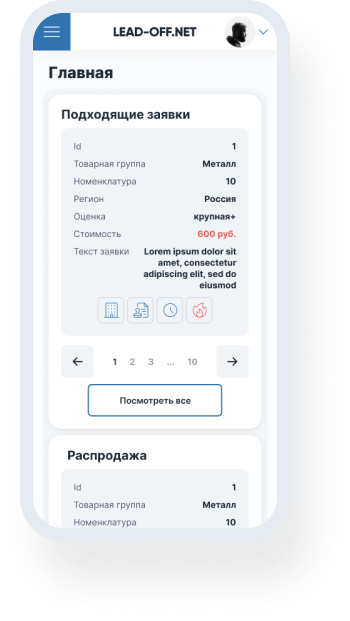 LEAD-OFF.NET
Главная
Подходящие заявки
Id 1
Товарная группа Металл
Номенклатура 10
Регион Россия
Оценка крупная+
Стоимость 600 руб.
Текст заявки Lorem ipsum dolor sit
amet, consectetur
adipiscing elit, sed do
eiusmod
1 2 3 ... 10
Посмотреть все
Распродажа
Id 1
Товарная группа Металл
Номенклатура 10